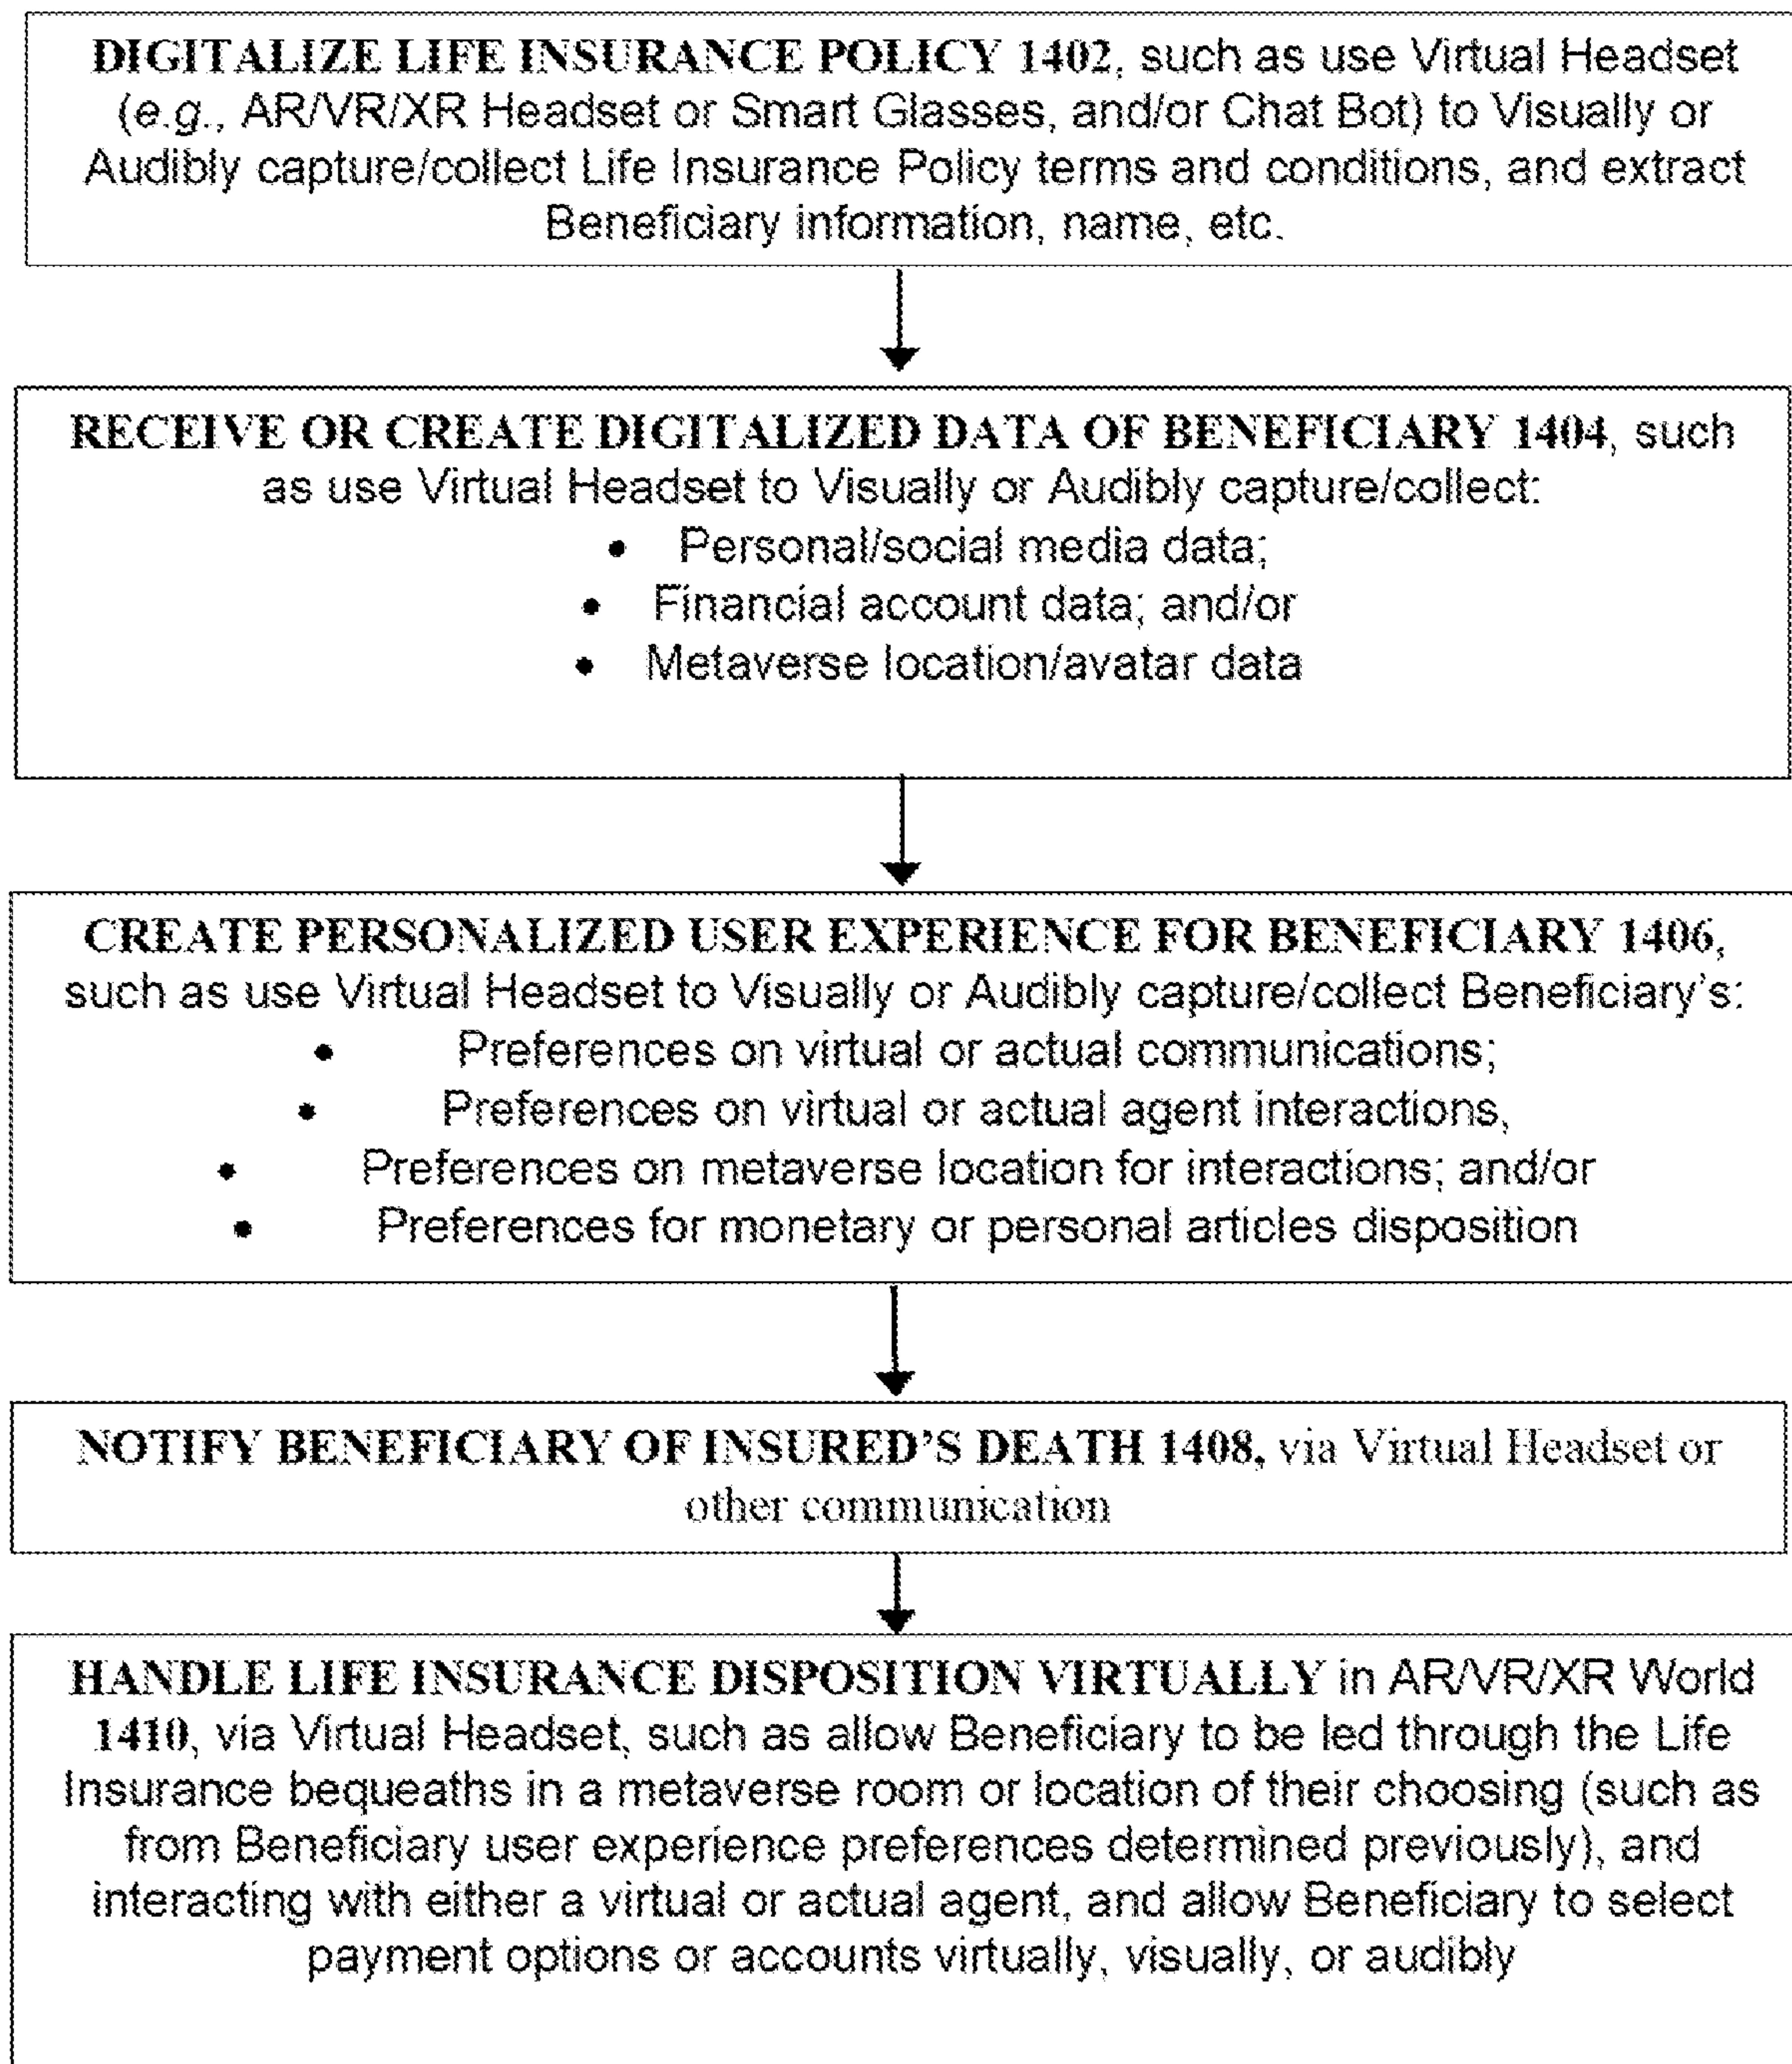 DIGITALIZE LIFE INSURANCE POLICY 1402, such as use Virtual Headset
(e.g., AR/VR/XR Headset or Smart Glasses, and/or Chat Bot) to Visually or
Audibly capture/collect Life Insurance Policy terms and conditions, and extract
Beneficiary information, name, etc.
RECEIVE OR CREATE DIGITALIZED DATA OF BENEFICIARY 1404, such
as use Virtual Headset to Visually or Audibly capture/collect:
• Personal/social media data;
• Financial account data; and/or
• Metaverse location/avatar data
CREATE PERSONALIZED USER EXPERIENCE FOR BENEFICIARY 1406,
such as use Virtual Headset to Visually or Audibly capture/collect Beneficiary's:
• Preferences on virtual or actual communications;
• Preferences on virtual or actual agent interactions,
• Preferences on metaverse location for interactions; and/or
• Preferences for monetary or personal articles disposition
NOTIFY BENEFICIARY OF INSURED'S DEATH 1408, via Virtual Headset or
other communication
HANDLE LIFE INSURANCE DISPOSITION VIRTUALLY in AR/VR/XR World
1410, via Virtual Headset, such as allow Beneficiary to be led through the Life
Insurance bequeaths in a metaverse room or location of their choosing (such as
from Beneficiary user experience preferences determined previously), and
interacting with either a virtual or actual agent, and allow Beneficiary to select
payment options or accounts virtually, visually, or audibly